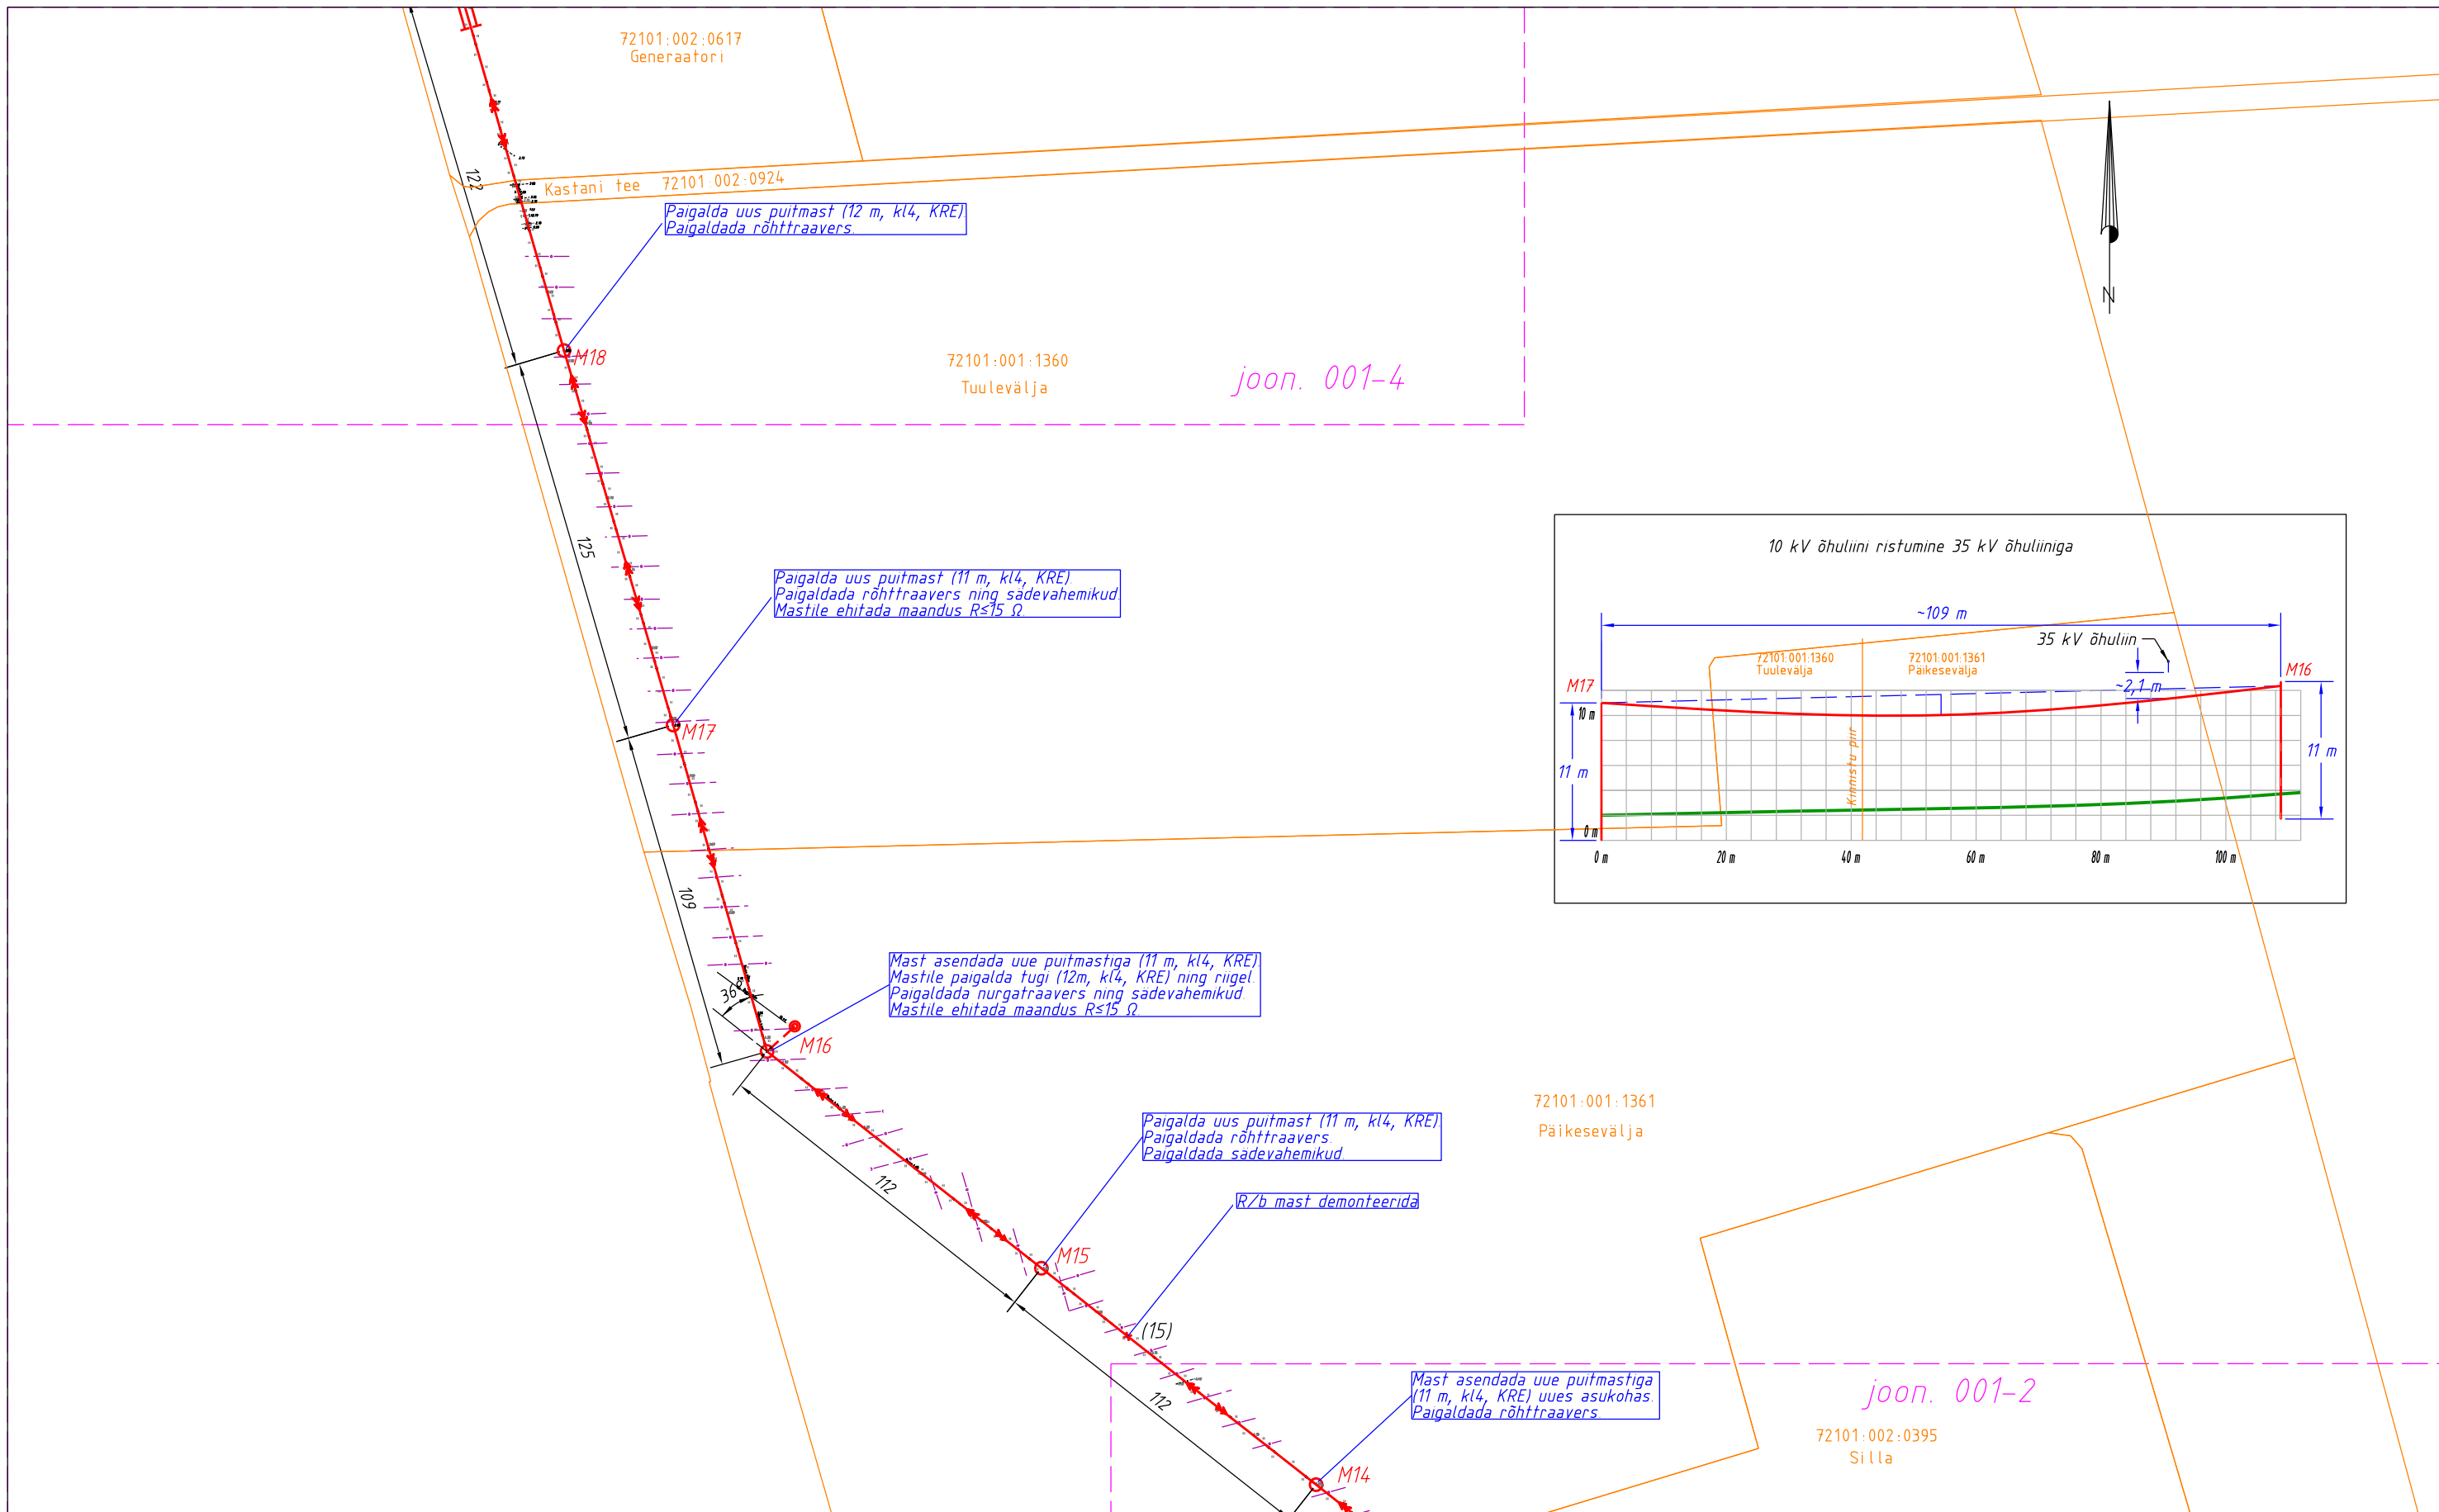 72101:002:0617
Generaatori
122
Kastani tee 72101:002:0924
Paigalda uus puitmast (12 m, kl4, KRE).
Paigaldada rõhttraavers.
N
M18
72101:001:1360
Tuulevälja
joon. 001-4
125
Paigalda uus puitmast (11 m, kl4, KRE).
Paigaldada rõhttraavers ning sädevahemikud.
Mastile ehitada maandus R≤15 Ω.
M17
10 kV õhuliini ristumine 35 kV õhuliiniga
~109 m
35 kV õhuliin
72101:001:1360
Tuulevälja
72101:001:1361
Päikesevälja
M17
M16
~2,1 m
10 m
11 m
11 m
Kinnistu piir
0 m
0 m
20 m
40 m
60 m
80 m
100 m
109
Mast asendada uue puitmastiga (11 m, kl4, KRE).
Mastile paigalda tugi (12m, kl4, KRE) ning riigel.
Paigaldada nurgatraavers ning sädevahemikud.
Mastile ehitada maandus R≤15 Ω.
36°
M16
72101:001:1361
Päikesevälja
Paigalda uus puitmast (11 m, kl4, KRE).
Paigaldada rõhttraavers.
Paigaldada sädevahemikud.
112
R/b mast demonteerida
M15
(15)
112
Mast asendada uue puitmastiga
(11 m, kl4, KRE) uues asukohas.
Paigaldada rõhttraavers.
joon. 001-2
72101:002:0395
Silla
M14